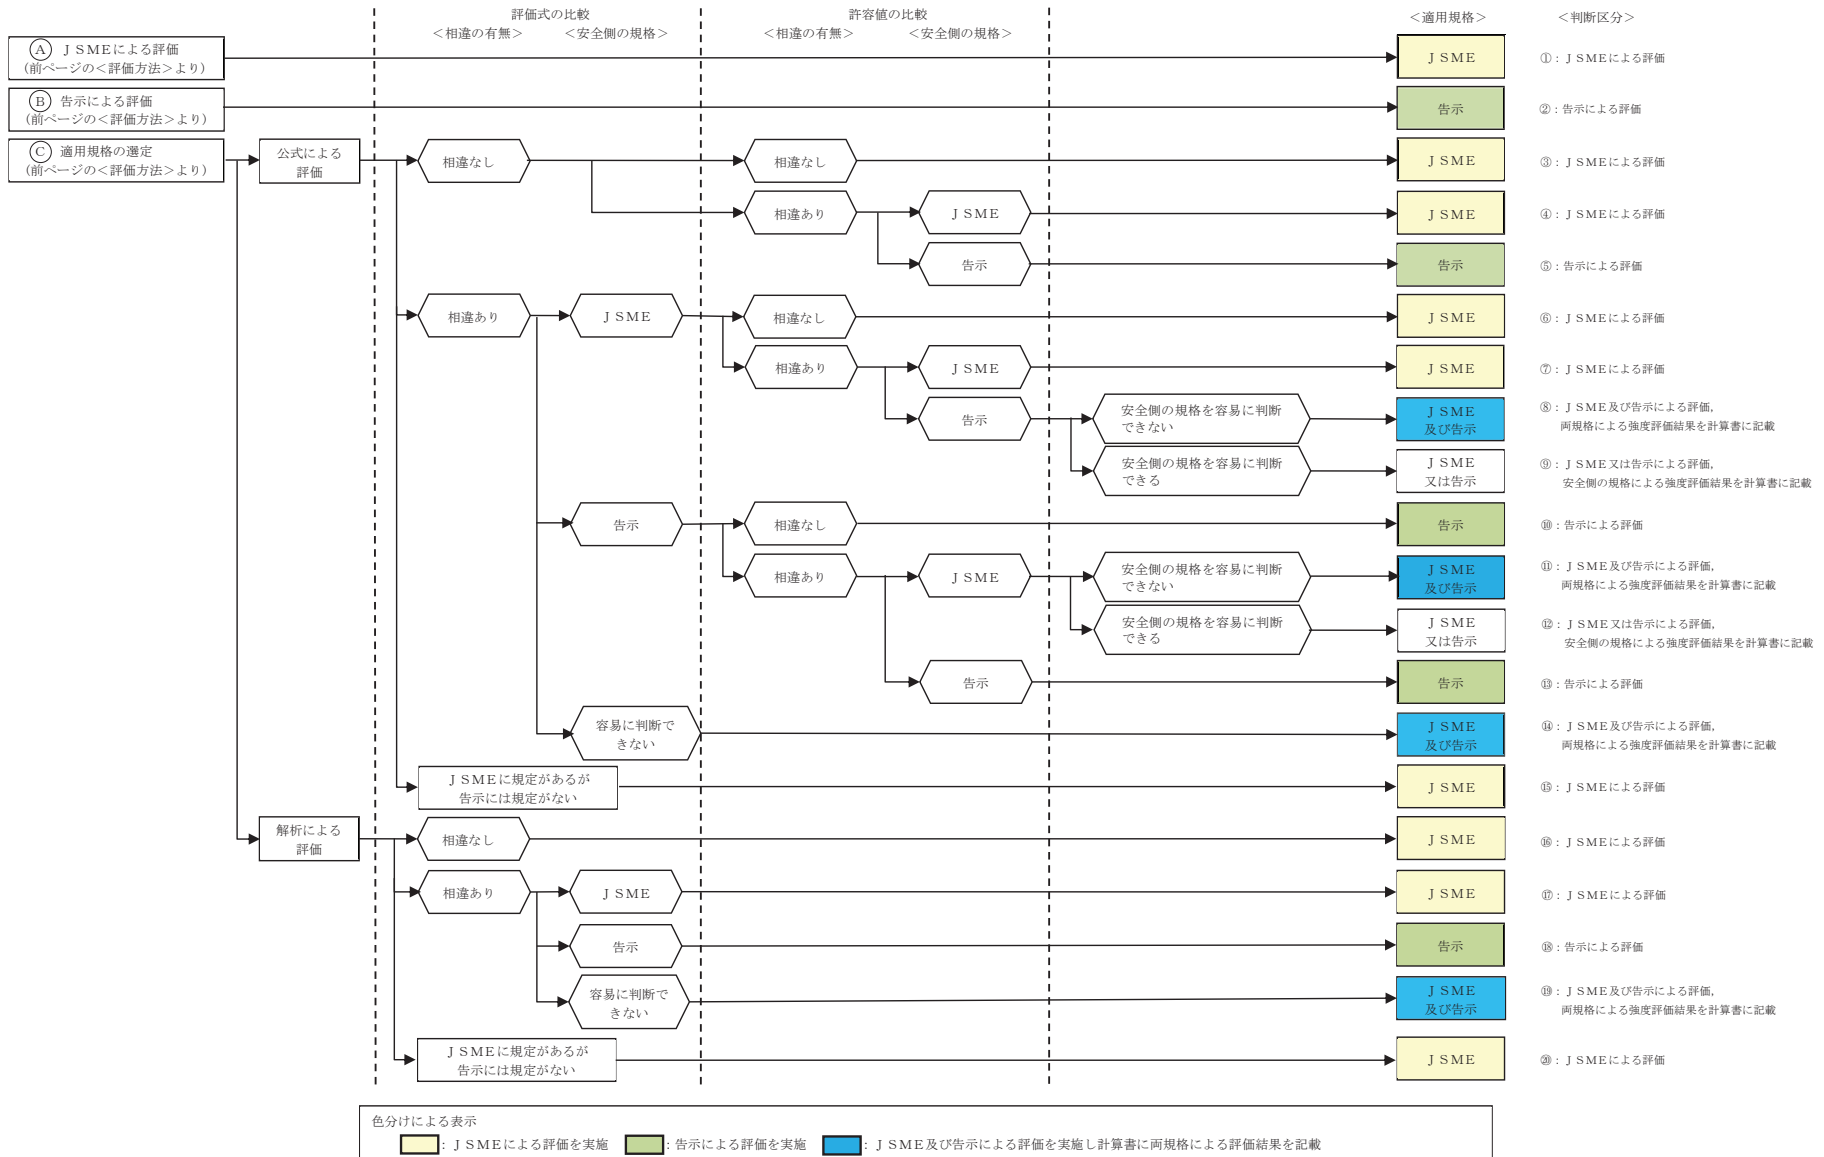 評価式の比較
許容値の比較
＜相違の有無＞
＜安全側の規格＞
＜相違の有無＞
＜安全側の規格＞
＜適用規格＞
＜判断区分＞
Ⓐ ＪＳＭＥによる評価
（前ページの＜評価方法＞より）
ＪＳＭＥ
①：ＪＳＭＥによる評価
Ⓑ 告示による評価
（前ページの＜評価方法＞より）
告示
②：告示による評価
Ⓒ 適用規格の選定
（前ページの＜評価方法＞より）
公式による
評価
相違なし
相違なし
ＪＳＭＥ
③：ＪＳＭＥによる評価
相違あり
ＪＳＭＥ
ＪＳＭＥ
④：ＪＳＭＥによる評価
告示
告示
⑤：告示による評価
相違あり
ＪＳＭＥ
相違なし
ＪＳＭＥ
⑥：ＪＳＭＥによる評価
相違あり
ＪＳＭＥ
ＪＳＭＥ
⑦：ＪＳＭＥによる評価
告示
安全側の規格を容易に判断
できない
ＪＳＭＥ
及び告示
⑧：ＪＳＭＥ及び告示による評価，
両規格による強度評価結果を計算書に記載
安全側の規格を容易に判断
できる
ＪＳＭＥ
又は告示
⑨：ＪＳＭＥ又は告示による評価，
安全側の規格による強度評価結果を計算書に記載
告示
相違なし
告示
⑩：告示による評価
相違あり
ＪＳＭＥ
安全側の規格を容易に判断
できない
ＪＳＭＥ
及び告示
⑪：ＪＳＭＥ及び告示による評価，
両規格による強度評価結果を計算書に記載
安全側の規格を容易に判断
できる
ＪＳＭＥ
又は告示
⑫：ＪＳＭＥ又は告示による評価，
安全側の規格による強度評価結果を計算書に記載
告示
告示
⑬：告示による評価
容易に判断で
きない
ＪＳＭＥ
及び告示
⑭：ＪＳＭＥ及び告示による評価，
両規格による強度評価結果を計算書に記載
ＪＳＭＥに規定があるが
告示には規定がない
ＪＳＭＥ
⑮：ＪＳＭＥによる評価
解析による
評価
相違なし
ＪＳＭＥ
⑯：ＪＳＭＥによる評価
相違あり
ＪＳＭＥ
ＪＳＭＥ
⑰：ＪＳＭＥによる評価
告示
告示
⑱：告示による評価
容易に判断で
きない
ＪＳＭＥ
及び告示
⑲：ＪＳＭＥ及び告示による評価，
両規格による強度評価結果を計算書に記載
ＪＳＭＥに規定があるが
告示には規定がない
ＪＳＭＥ
⑳：ＪＳＭＥによる評価
色分けによる表示
：ＪＳＭＥによる評価を実施 ：告示による評価を実施 ：ＪＳＭＥ及び告示による評価を実施し計算書に両規格による評価結果を記載